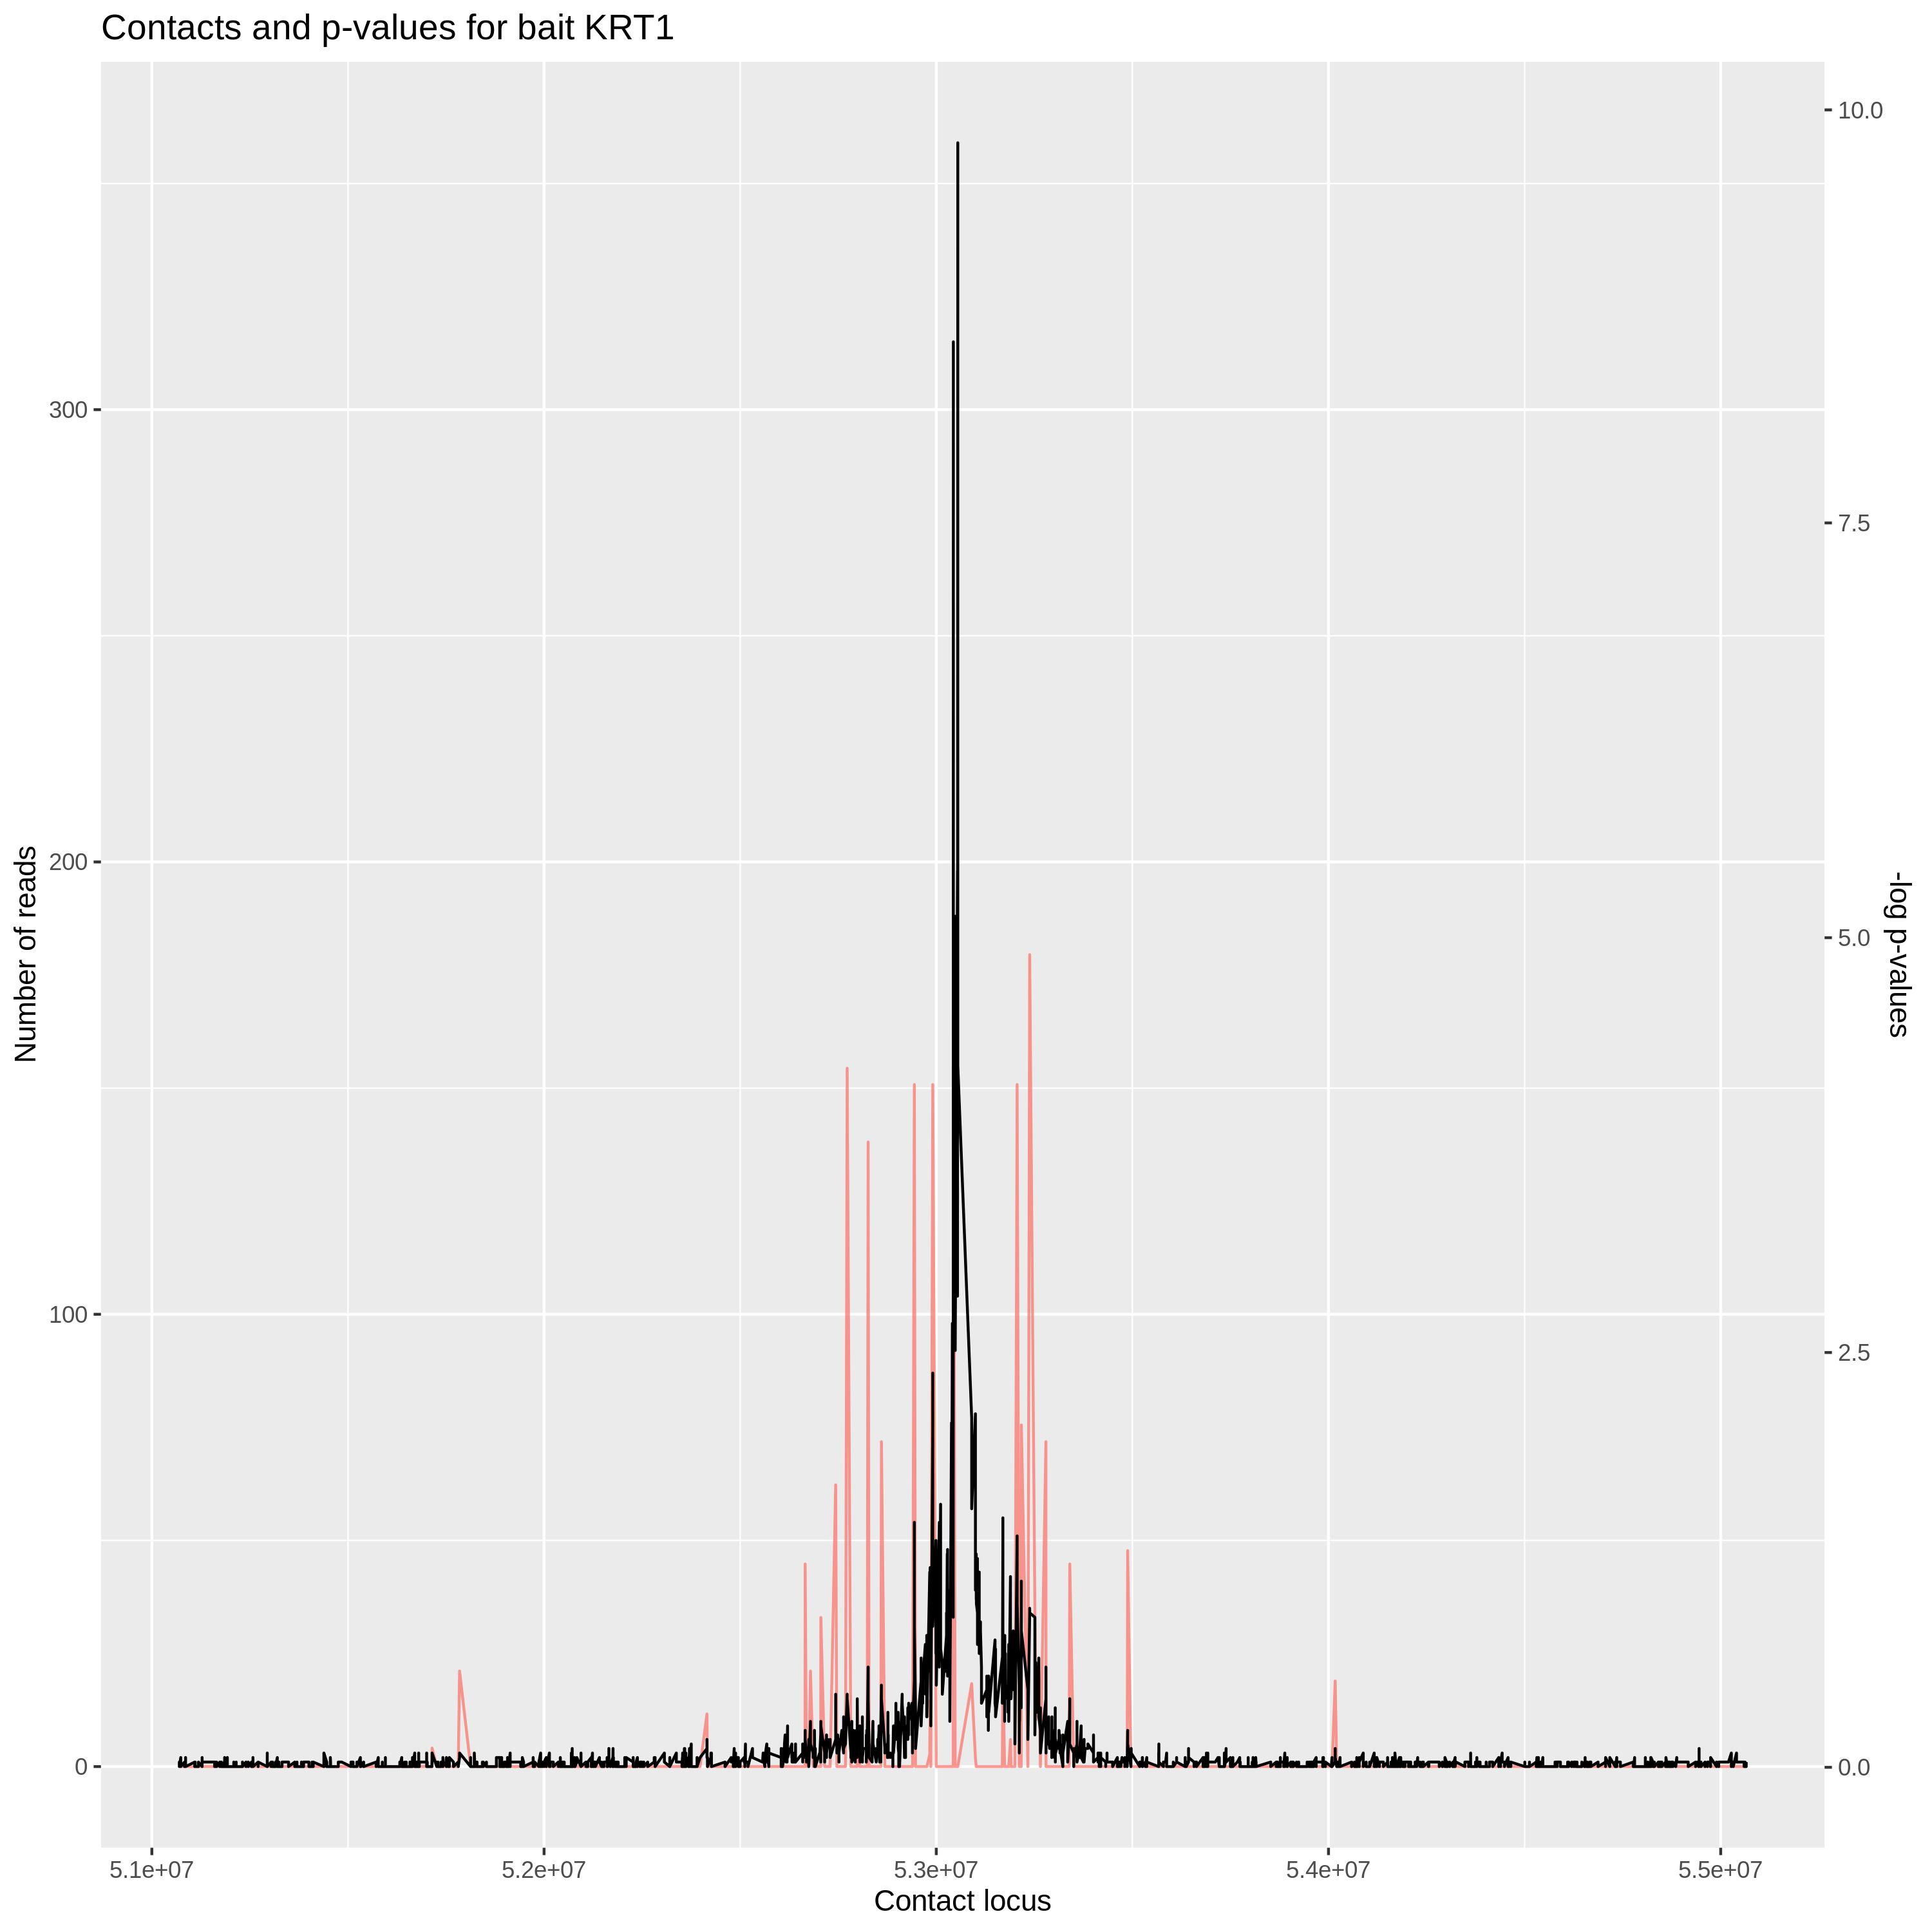 Contacts and p-values for bait KRT1
10.0
7.5
5.0
2.5
0.0
-log p-values
300
200
100
0
Number of reads
5.1e+07 5.2e+07 5.3e+07 5.4e+07 5.5e+07
Contact locus